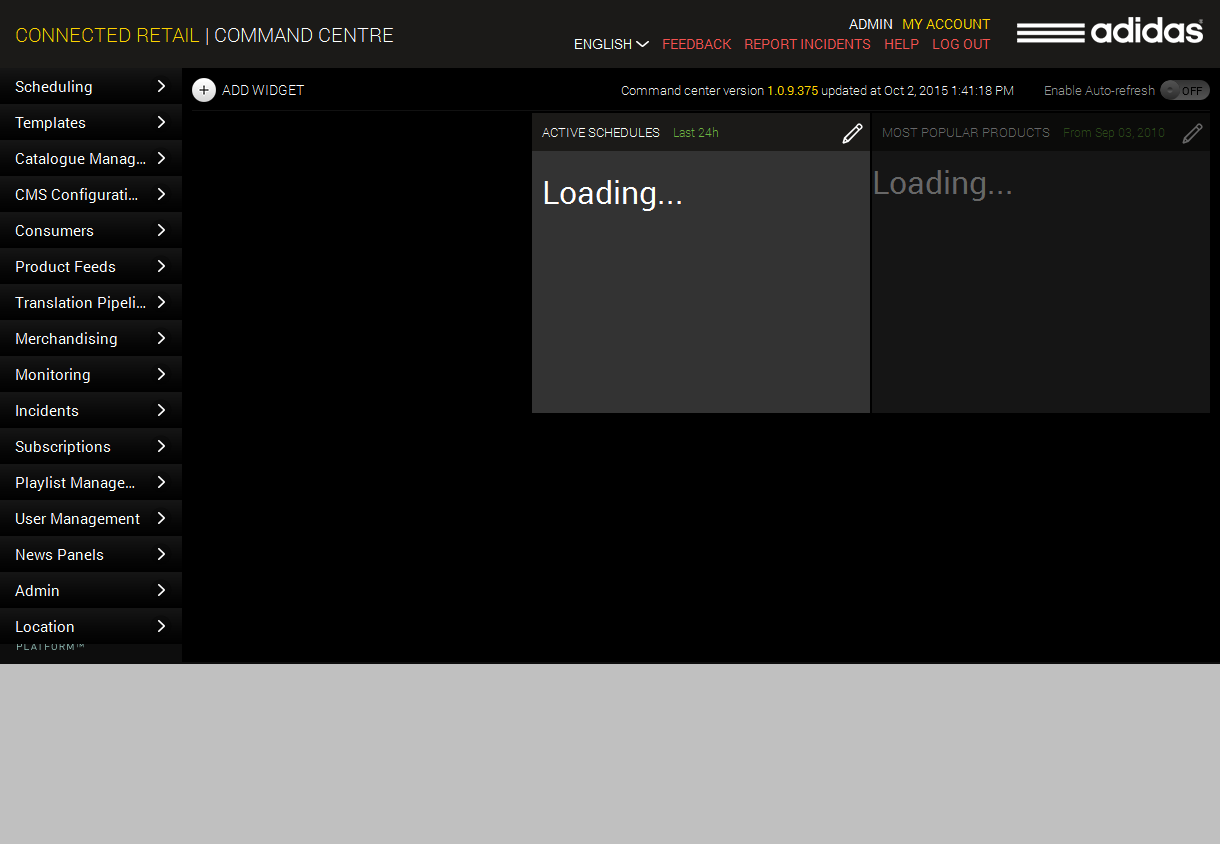 CONNECTED RETAIL | COMMAND CENTRE
ADMIN MY ACCOUNT
ENGLISH FEEDBACK REPORT INCIDENTS HELP LOG OUT
adidas
Scheduling
Templates
Catalogue Manag...
CMS Configurati...
Consumers
Product Feeds
Translation Pipeli...
Merchandising
Monitoring
Incidents
Subscriptions
Playlist Manage...
User Management
News Panels
Admin
Location
PLATFORM™
ADD WIDGET
Command center version 1.0.9.375 updated at Oct 2, 2015 1:41:18 PM
Enable Auto-refresh OFF
ACTIVE SCHEDULES Last 24h
Loading...
MOST POPULAR PRODUCTS From Sep 03, 2010
Loading...